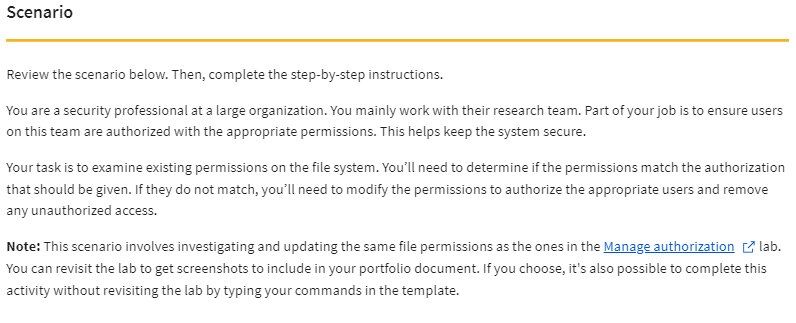 Scenario
Review the scenario below. Then, complete the step-by-step instructions.
You are a security professional at a large organization. You mainly work with their research team. Part of your job is to ensure users
on this team are authorized with the appropriate permissions. This helps keep the system secure.
Your task is to examine existing permissions on the file system. You’ll need to determine if the permissions match the authorization
that should be given. If they do not match, you’ll need to modify the permissions to authorize the appropriate users and remove
any unauthorized access.
Note: This scenario involves investigating and updating the same file permissions as the ones in the Manage authorization lab.
You can revisit the lab to get screenshots to include in your portfolio document. If you choose, it's also possible to complete this
activity without revisiting the lab by typing your commands in the template.